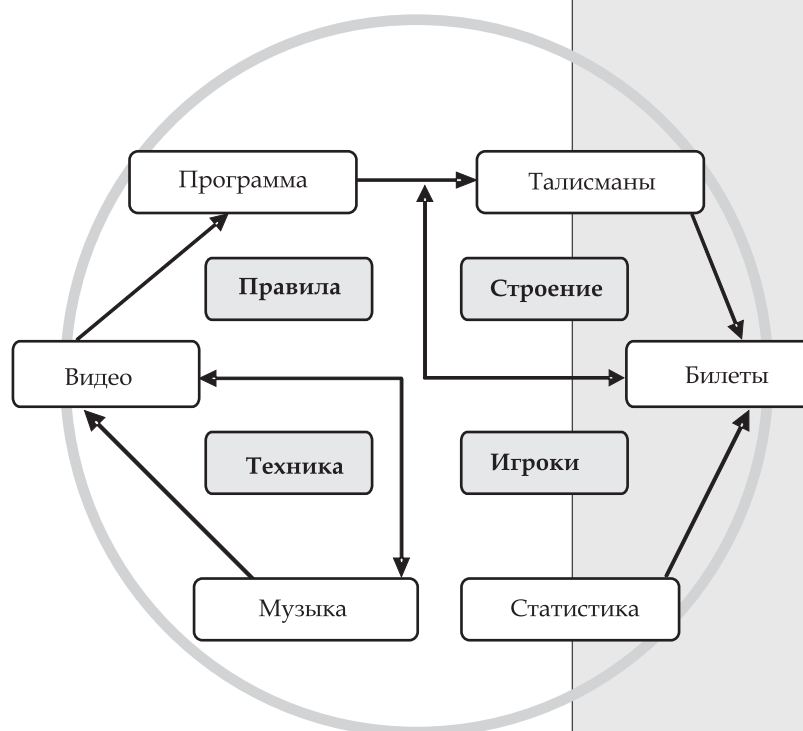 Программа
Талисманы
Правила
Строение
Видео
Билеты
Техника
Игроки
Музыка
Статистика